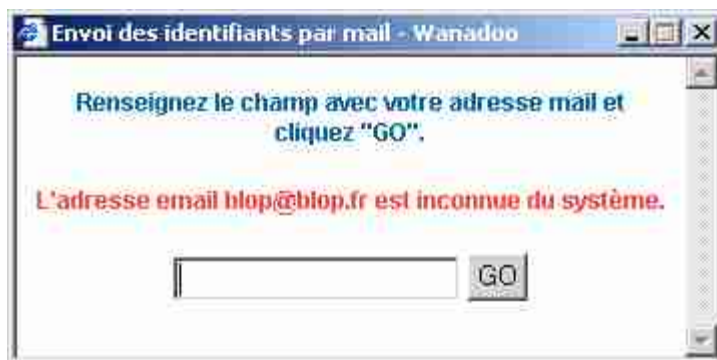 Envoi des identifiants par mail - Wanadoo
Renseignez le champ avec votre adresse mail et
cliquez "GO".
L'adresse email blop@blop.fr est inconnue du système.
GO